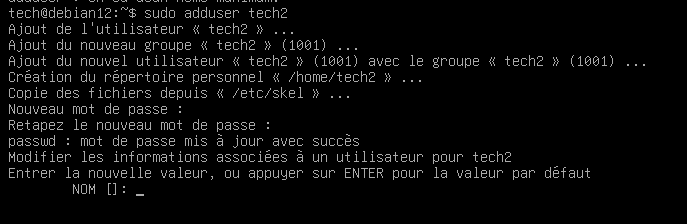 tech@debian12:~$ sudo adduser tech2
Ajout de l'utilisateur « tech2 » ...
Ajout du nouveau groupe « tech2 » (1001) ...
Ajout du nouvel utilisateur « tech2 » (1001) avec le groupe « tech2 » (1001) ...
Création du répertoire personnel « /home/tech2 » ...
Copie des fichiers depuis « /etc/skel » ...
Nouveau mot de passe :
Retapez le nouveau mot de passe :
passwd : mot de passe mis à jour avec succès
Modifier les informations associées à un utilisateur pour tech2
Entrer la nouvelle valeur, ou appuyer sur ENTER pour la valeur par défaut
NOM []: _